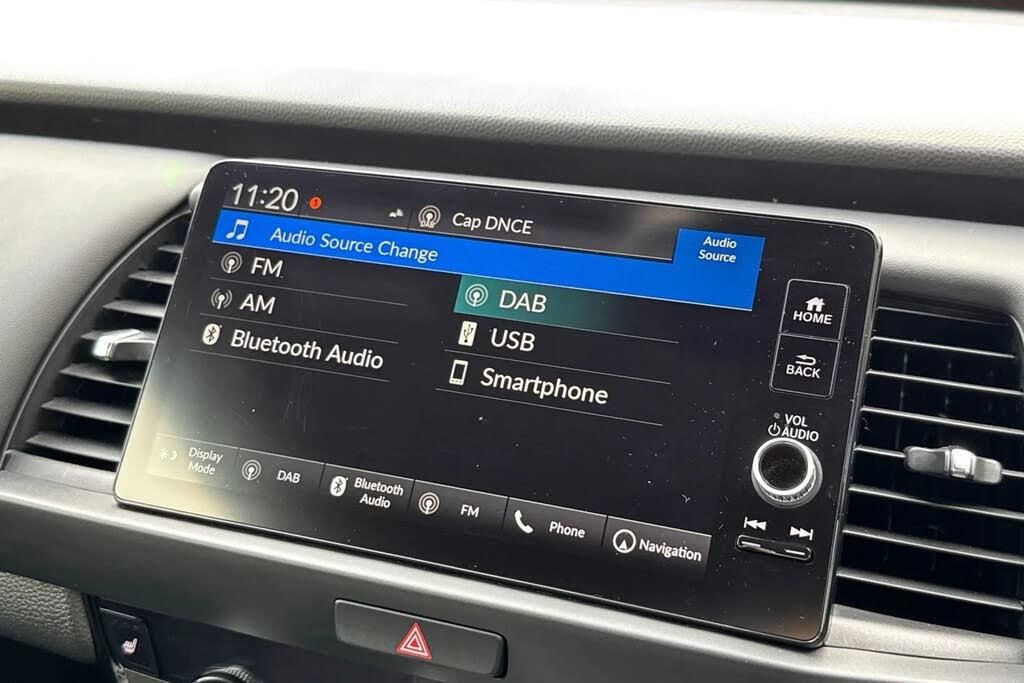 11:20
1
DAB
Cap DNCE
Audio Source Change
Audio
Source
FM
DAB
AM
USB
Bluetooth Audio
Smartphone
HOME
BACK
VOL
AUDIO
Display
Mode
DAB
Bluetooth
Audio
FM
Phone
Navigation